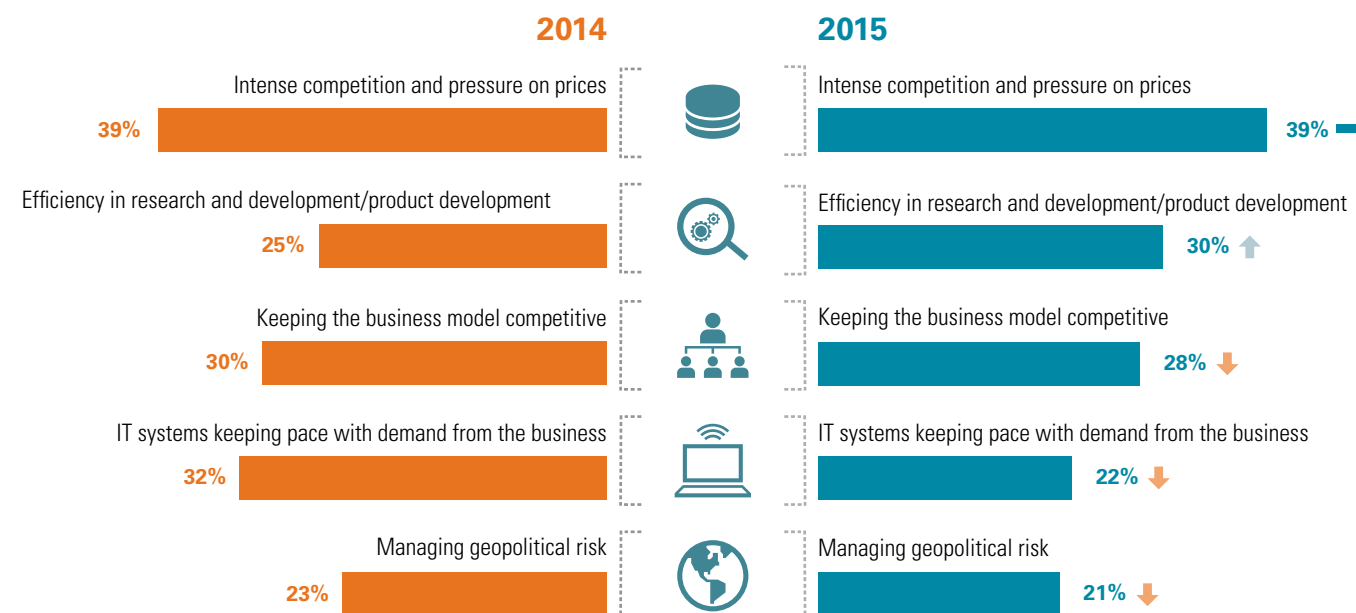 2014
2015
Intense competition and pressure on prices
Intense competition and pressure on prices
39%
39%
Efficiency in research and development/product development
Efficiency in research and development/product development
25%
30%
Keeping the business model competitive
Keeping the business model competitive
30%
28%
IT systems keeping pace with demand from the business
IT systems keeping pace with demand from the business
32%
22%
Managing geopolitical risk
Managing geopolitical risk
23%
21%